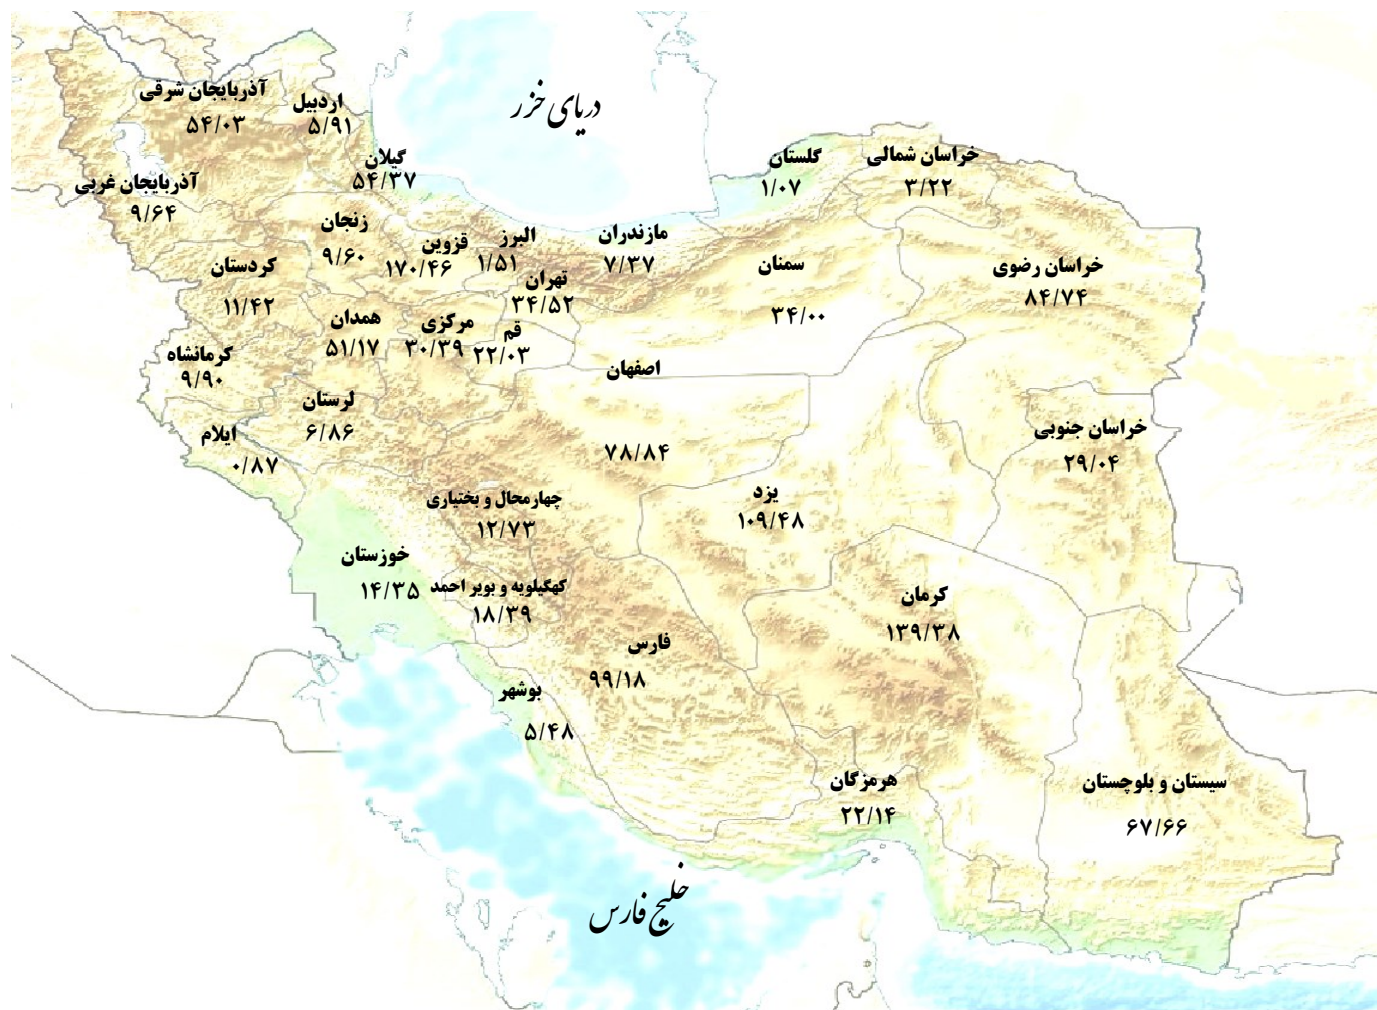 دریای خزر
آذربایجان شرقی
۵۴/۰۳
اردبیل
۵/۹۱
گیلان
۵۴/۳۷
گلستان
۱/۰۷
خراسان شمالی
۳/۲۲
آذربایجان غربی
۹/۶۴
زنجان
۹/۶۰
قزوین
۱۷۰/۴۶
البرز
۱/۵۱
مازندران
۷/۳۷
سمنان
۳۴/۰۰
خراسان رضوی
۸۴/۷۴
کردستان
۱۱/۴۲
تهران
۳۴/۵۲
همدان
۵۱/۱۷
مرکزی
۳۰/۳۹
قم
۲۲/۰۳
کرمانشاه
۹/۹۰
اصفهان
۷۸/۸۴
لرستان
۶/۸۶
ایلام
۰/۸۷
خراسان جنوبی
۲۹/۰۴
چهارمحال و بختیاری
۱۲/۷۳
یزد
۱۰۹/۴۸
خوزستان
۱۴/۳۵
کهگیلویه و بویر احمد
۱۸/۳۹
کرمان
۱۳۹/۳۸
فارس
۹۹/۱۸
بوشهر
۵/۴۸
هرمزگان
۲۲/۱۴
سیستان و بلوچستان
۶۷/۶۶
خلیج فارس